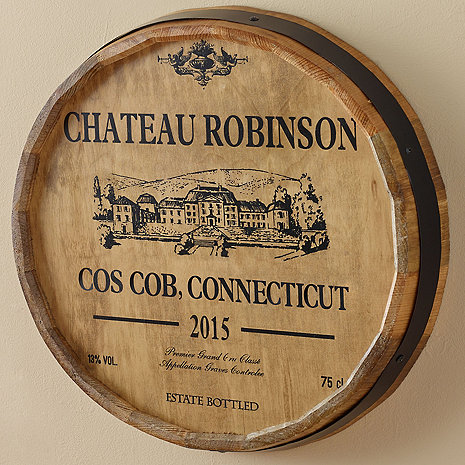 CHATEAU ROBINSON
COS COB, CONNECTICUT
2015
13% VOL.
Premier Grand Cru Classé
Appellation Graves Controlée
75 cl
ESTATE BOTTLED